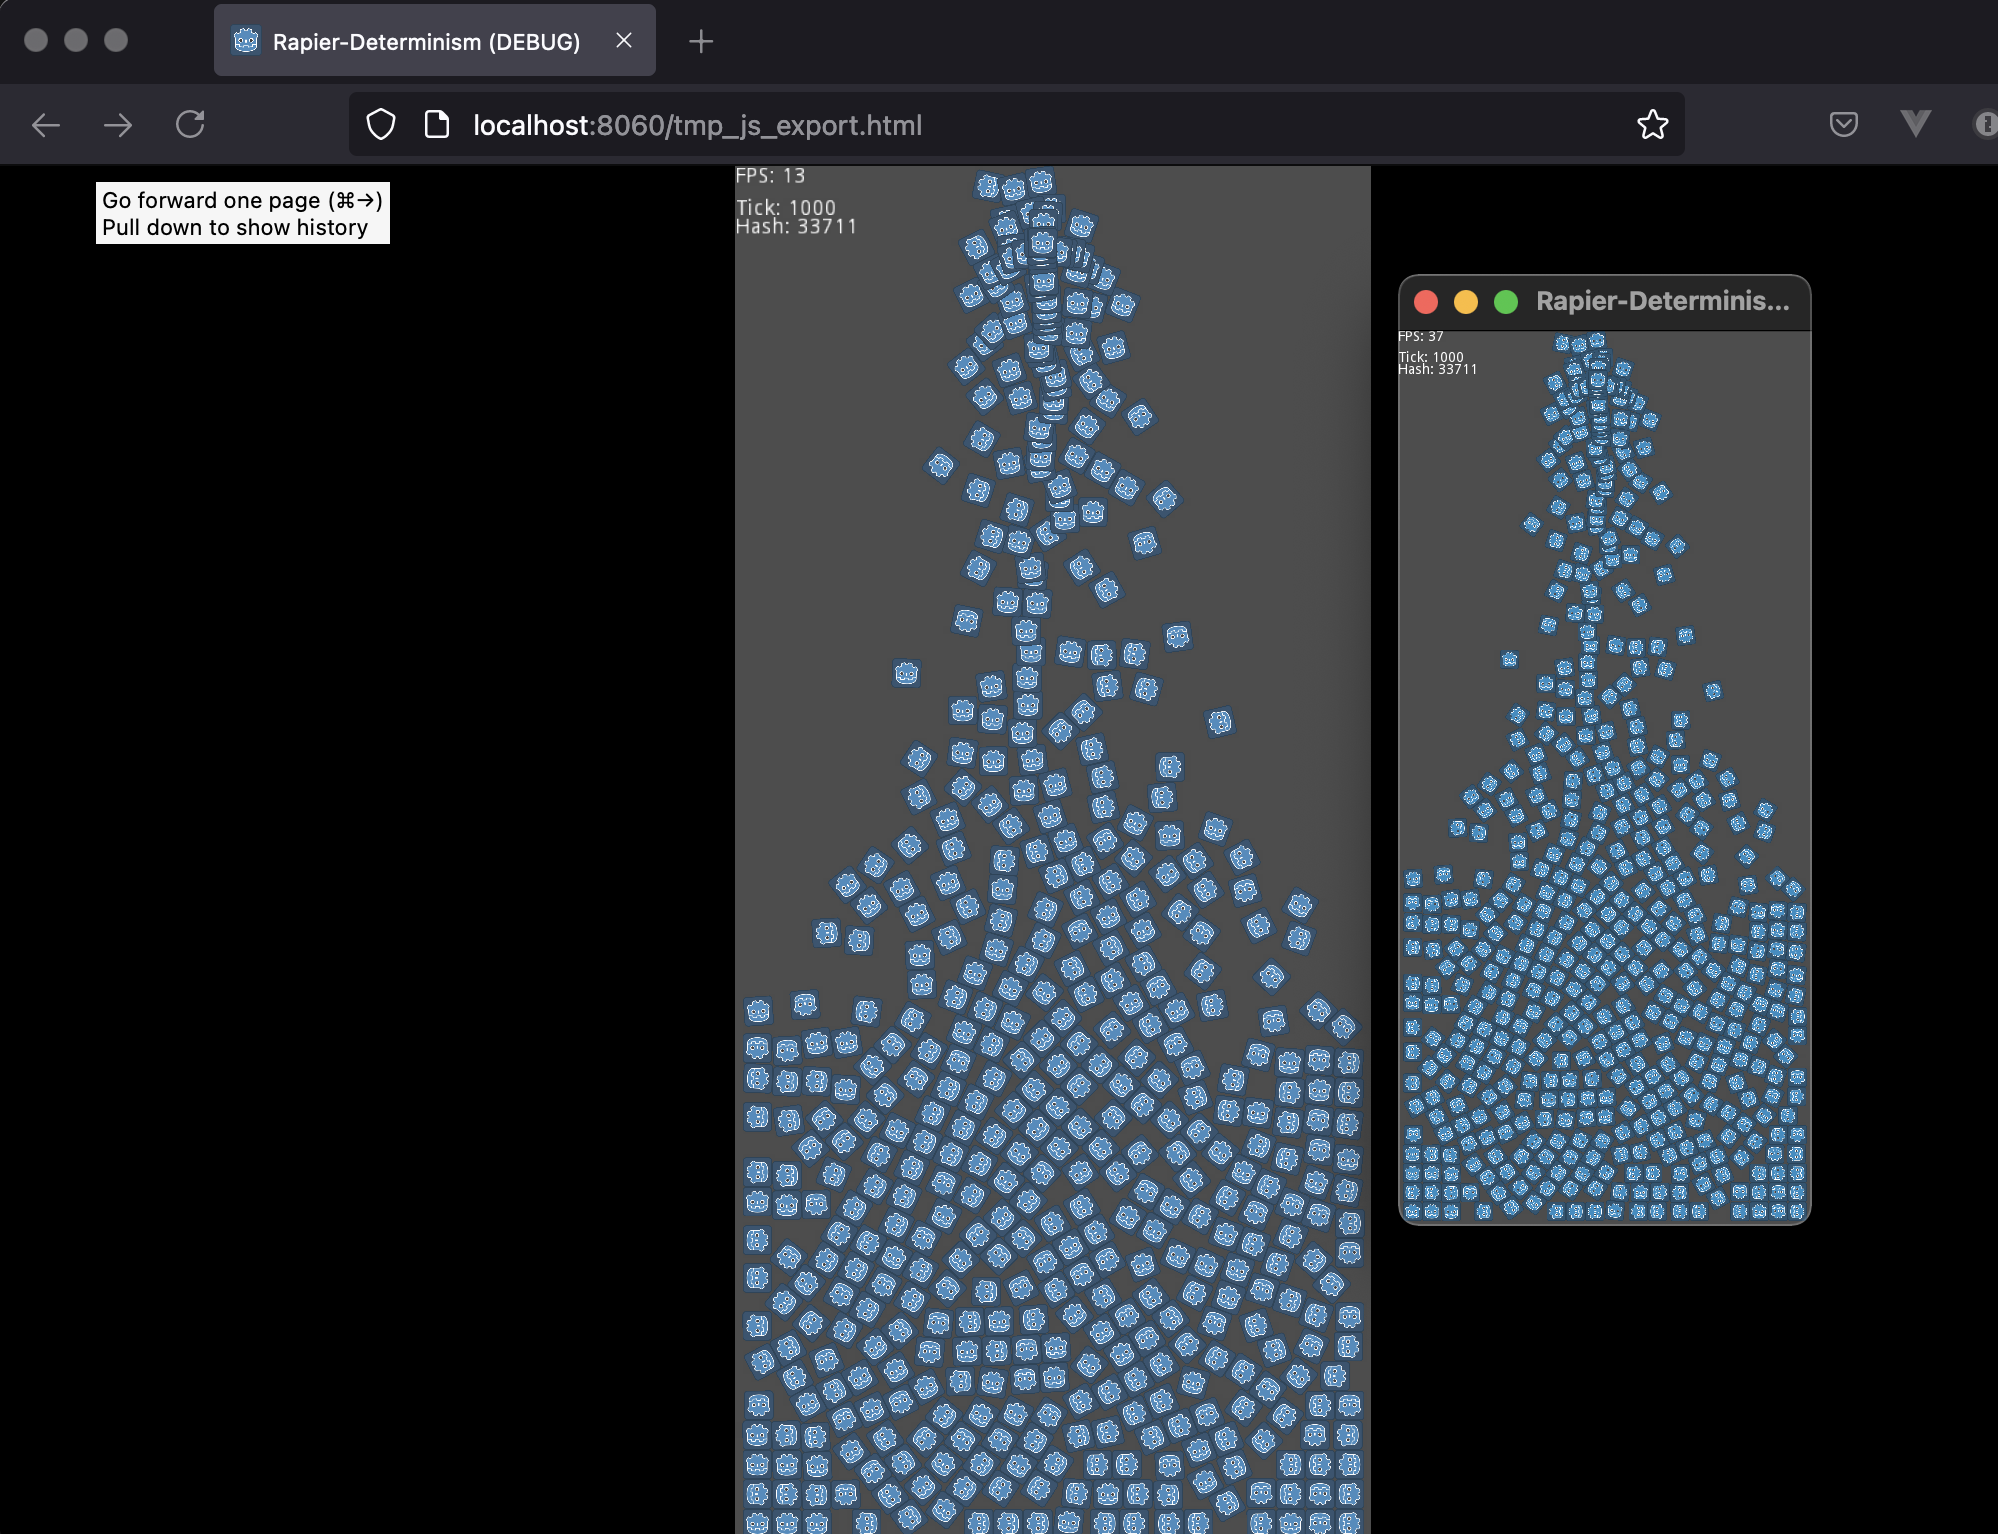 Rapier-Determinism (DEBUG)
localhost:8060/tmp_js_export.html
Go forward one page (⌘→)
Pull down to show history
FPS: 13
Tick: 1000
Hash: 33711
Rapier-Determinis...
FPS: 37
Tick: 1000
Hash: 33711